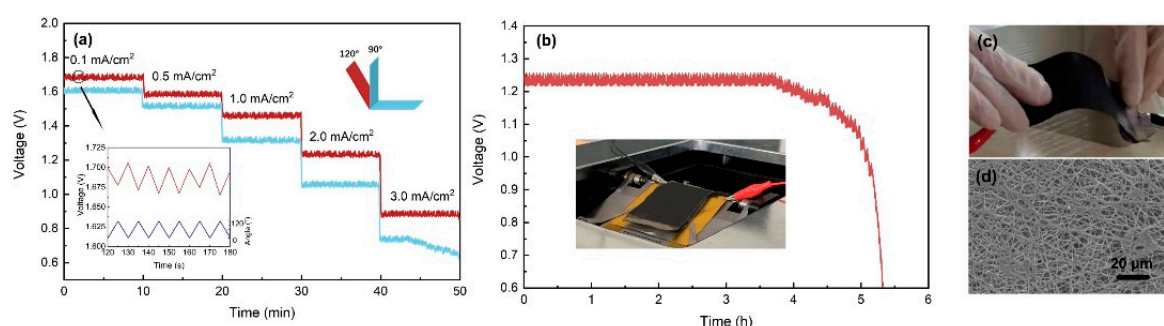 (a)
120°
90°
0.1 mA/cm²
0.5 mA/cm²
1.0 mA/cm²
2.0 mA/cm²
3.0 mA/cm²
Voltage (V)
2.0
1.8
1.6
1.4
1.2
1.0
0.8
0.6
0
10
20
30
40
50
Time (min)
1.725
1.700
1.675
1.650
1.625
1.600
Voltage (V)
120°
0
Angle (°)
120
130
140
150
160
170
180
Time (s)
(b)
Voltage (V)
1.4
1.3
1.2
1.1
1.0
0.9
0.8
0.7
0.6
0
1
2
3
4
5
6
Time (h)
(c)
(d)
20 μm